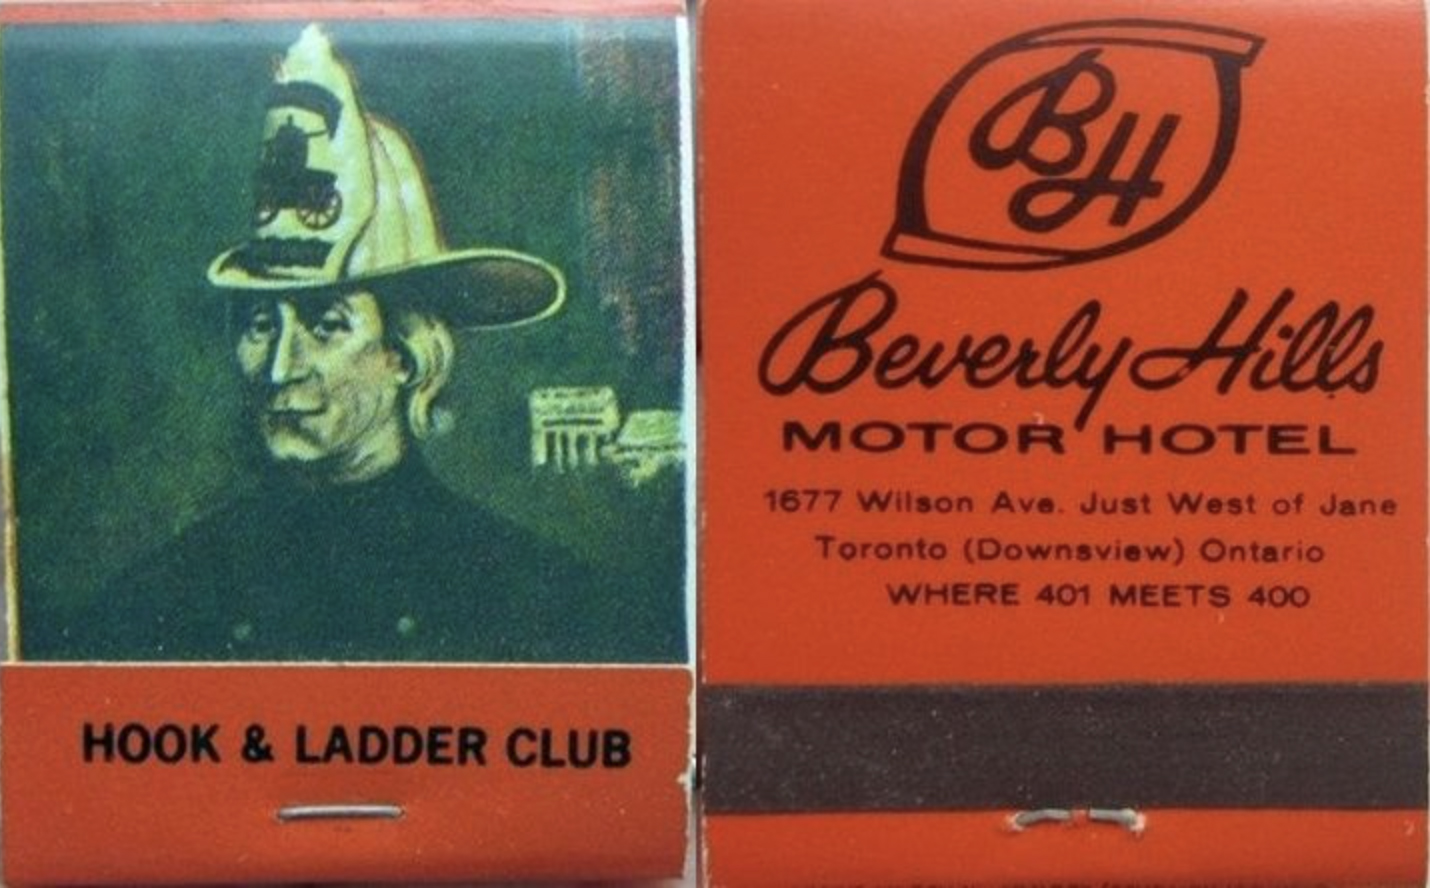 HOOK & LADDER CLUB
BH
Beverly Hills
MOTOR HOTEL
1677 Wilson Ave. Just West of Jane
Toronto (Downsview) Ontario
WHERE 401 MEETS 400